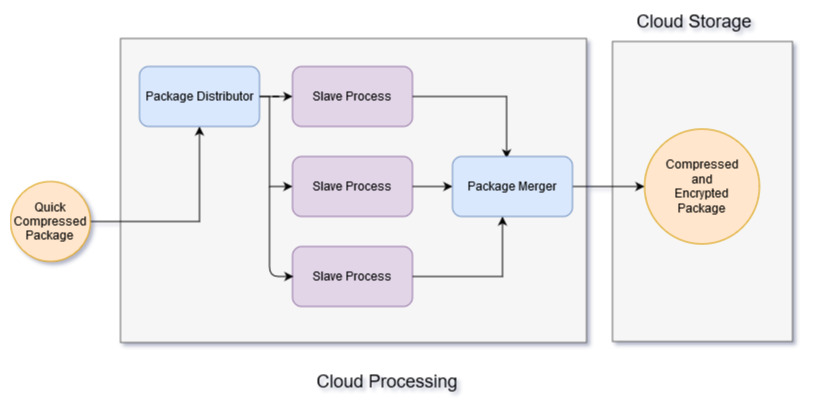 Cloud Storage
Package Distributor
Slave Process
Quick
Compressed
Package
Slave Process
Package Merger
Slave Process
Compressed
and
Encrypted
Package
Cloud Processing